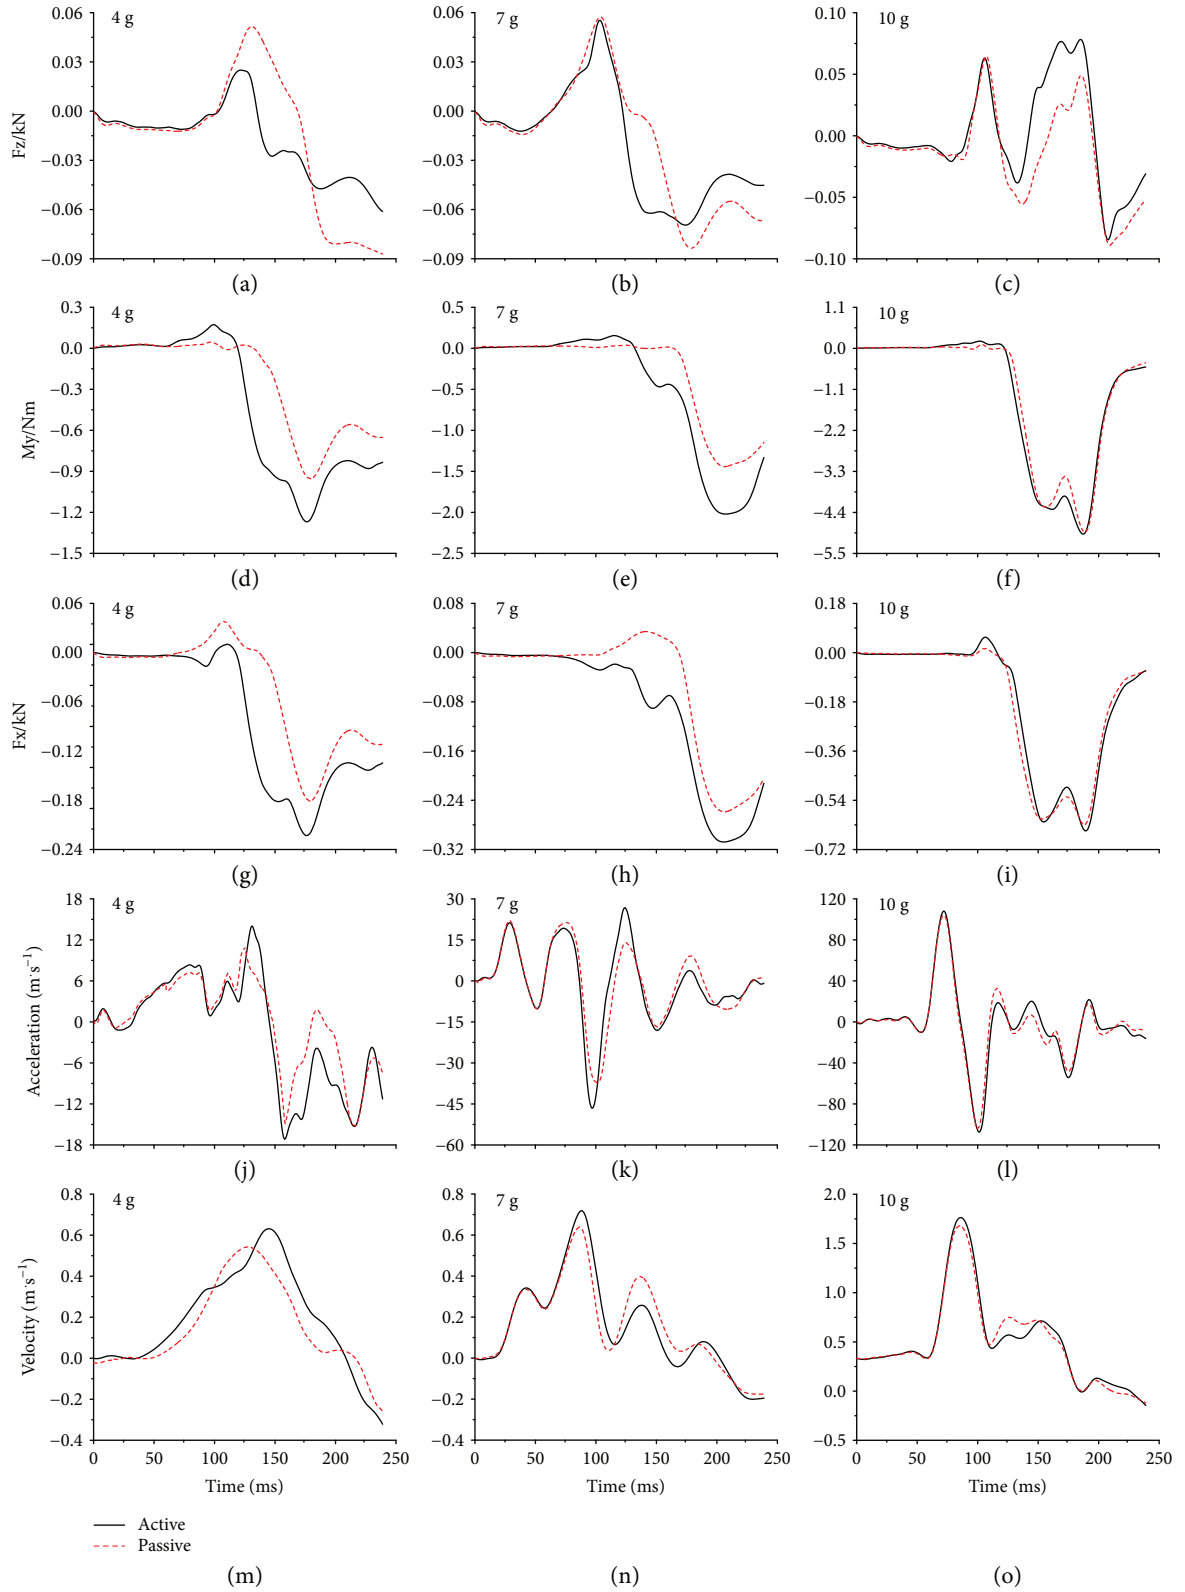 4 g
0.06
0.03
0.00
−0.03
−0.06
−0.09
Fz/kN
(a)
7 g
0.06
0.03
0.00
−0.03
−0.06
−0.09
(b)
10 g
−0.10
0.05
0.00
−0.05
−0.10
(c)
4 g
0.3
0.0
−0.3
−0.6
−0.9
−1.2
−1.5
My/Nm
(d)
7 g
0.5
0.0
−0.5
−1.0
−1.5
−2.0
−2.5
(e)
10 g
1.1
0.0
−1.1
−2.2
−3.3
−4.4
−5.5
(f)
4 g
0.06
0.00
−0.06
−0.12
−0.18
−0.24
Fx/kN
(g)
7 g
0.08
0.00
−0.08
−0.16
−0.24
−0.32
(h)
10 g
0.18
0.00
−0.18
−0.36
−0.54
−0.72
(i)
4 g
18
12
6
0
−6
−12
−18
Acceleration (m·s⁻¹)
(j)
7 g
30
15
0
−15
−30
−45
−60
(k)
10 g
120
80
40
0
−40
−80
−120
(l)
4 g
0.8
0.6
0.4
0.2
0.0
−0.2
−0.4
Velocity (m·s⁻¹)
0 50 100 150 200 250
Time (ms)
7 g
0.8
0.6
0.4
0.2
0.0
−0.2
−0.4
0 50 100 150 200 250
Time (ms)
10 g
2.0
1.5
1.0
0.5
0.0
−0.5
0 50 100 150 200 250
Time (ms)
Active
Passive
(m)
(n)
(o)